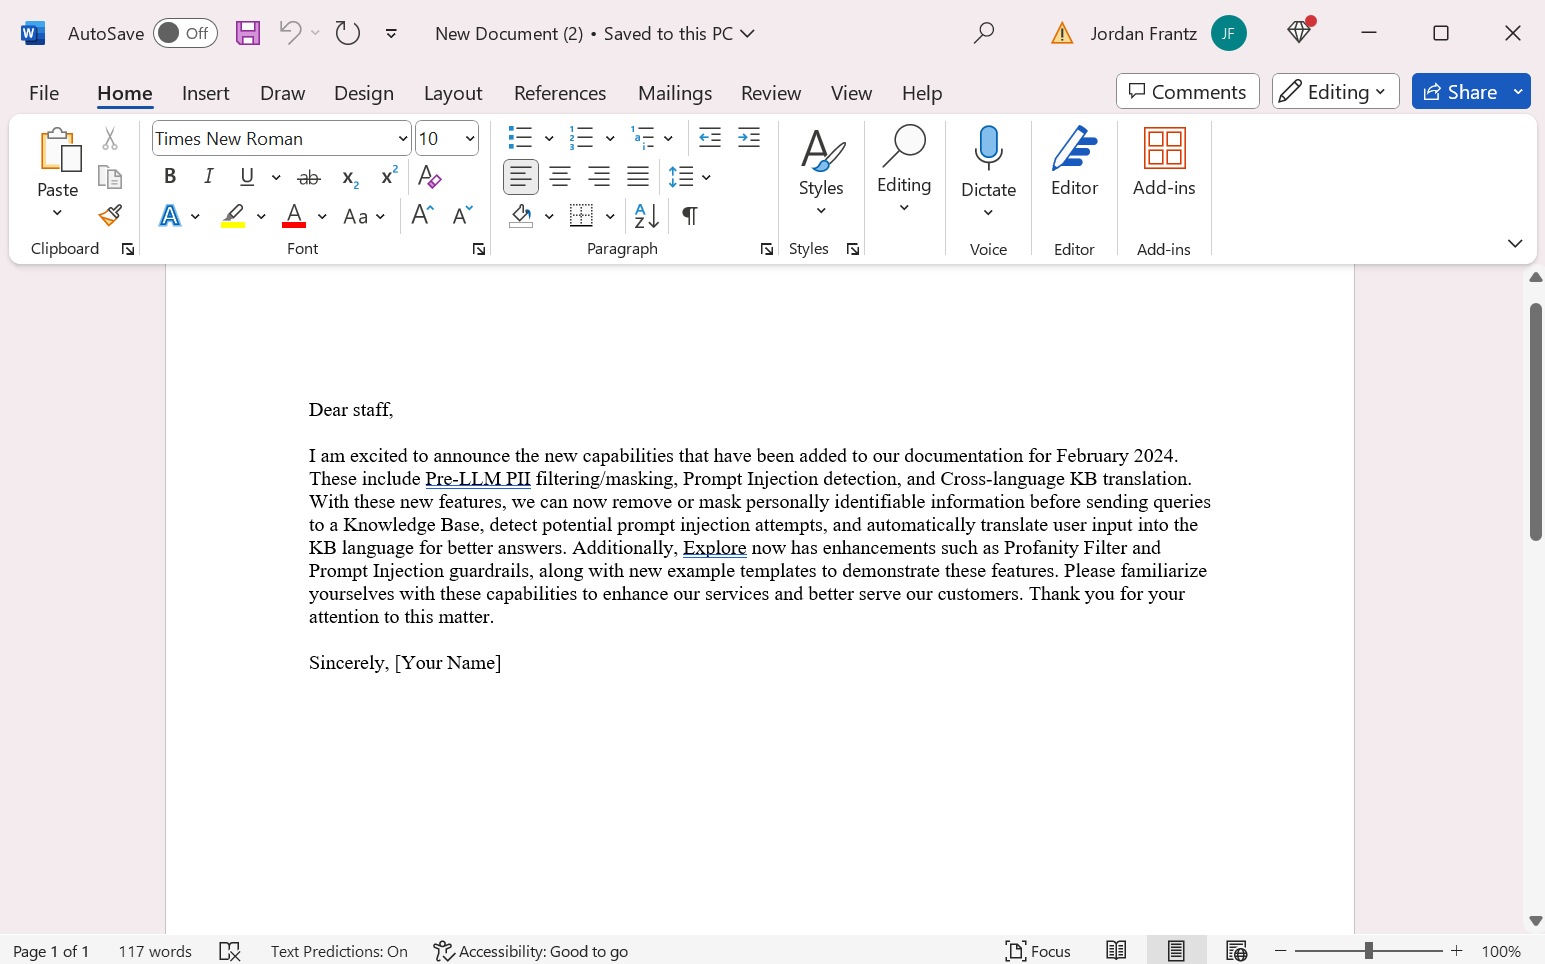 AutoSave Off New Document (2) • Saved to this PC Jordan Frantz JF
File Home Insert Draw Design Layout References Mailings Review View Help Comments Editing Share
Times New Roman 10
Paste
Styles
Editing
Dictate
Editor
Add-ins
Clipboard Font Paragraph Styles Voice Editor Add-ins
Dear staff,
I am excited to announce the new capabilities that have been added to our documentation for February 2024.
These include Pre-LLM PII filtering/masking, Prompt Injection detection, and Cross-language KB translation.
With these new features, we can now remove or mask personally identifiable information before sending queries
to a Knowledge Base, detect potential prompt injection attempts, and automatically translate user input into the
KB language for better answers. Additionally, Explore now has enhancements such as Profanity Filter and
Prompt Injection guardrails, along with new example templates to demonstrate these features. Please familiarize
yourselves with these capabilities to enhance our services and better serve our customers. Thank you for your
attention to this matter.
Sincerely, [Your Name]
Page 1 of 1 117 words Text Predictions: On Accessibility: Good to go Focus 100%